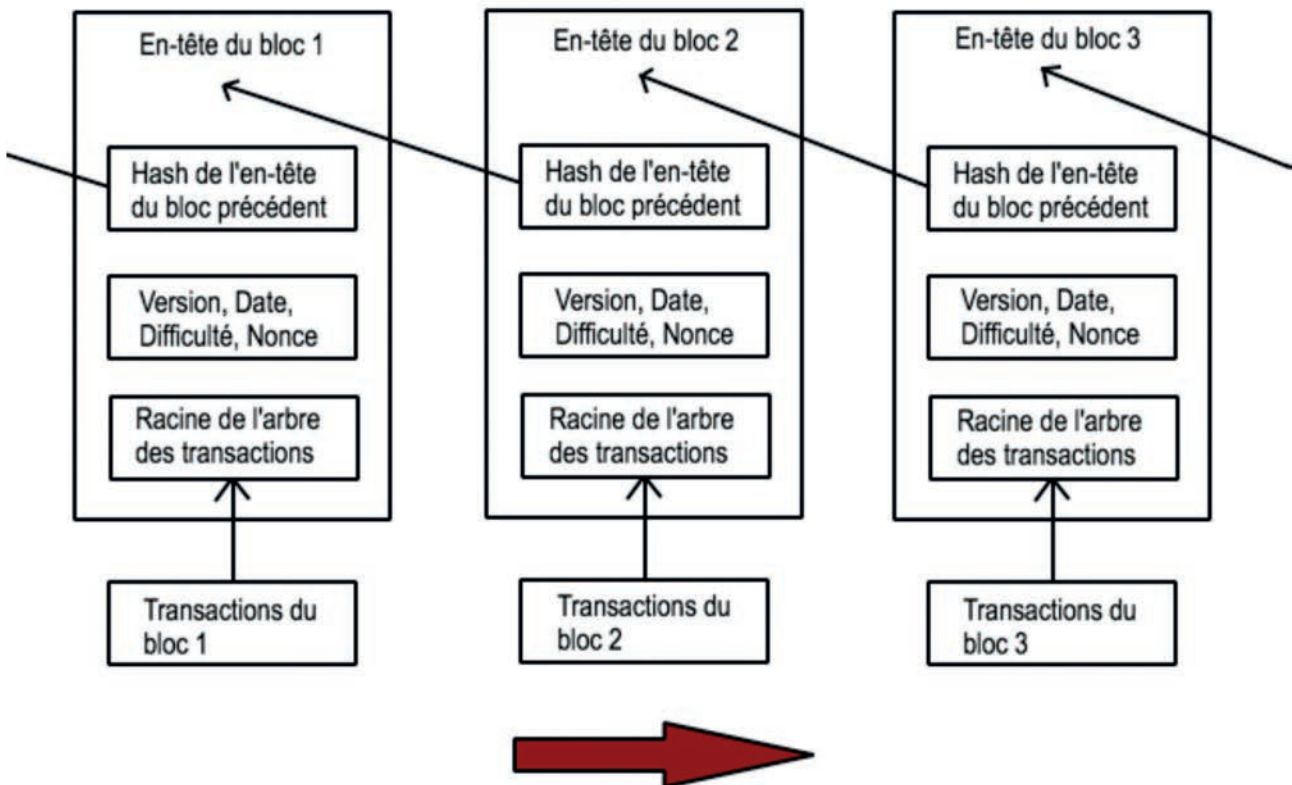 En-tête du bloc 1
Hash de l'en-tête
du bloc précédent
Version, Date,
Difficulté, Nonce
Racine de l'arbre
des transactions
Transactions du
bloc 1
En-tête du bloc 2
Hash de l'en-tête
du bloc précédent
Version, Date,
Difficulté, Nonce
Racine de l'arbre
des transactions
Transactions du
bloc 2
En-tête du bloc 3
Hash de l'en-tête
du bloc précédent
Version, Date,
Difficulté, Nonce
Racine de l'arbre
des transactions
Transactions du
bloc 3